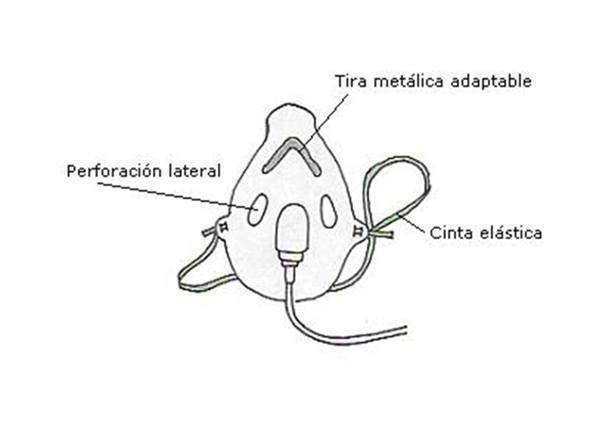 Tira metálica adaptable
Perforación lateral
Cinta elástica